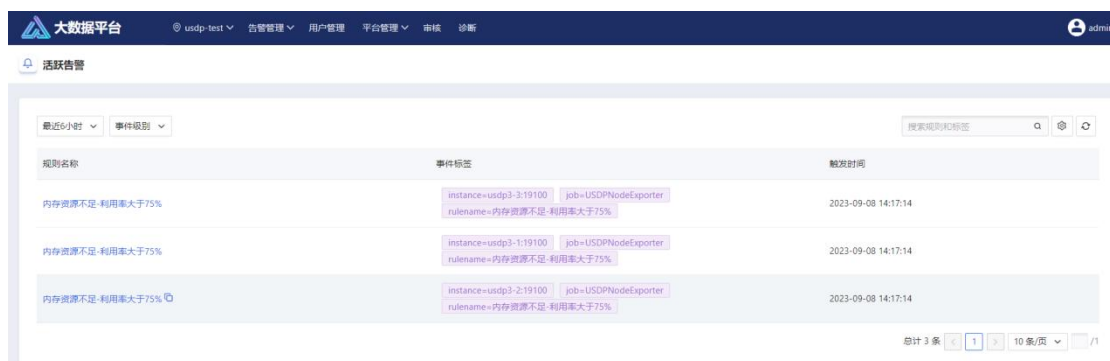 大数据平台 usdp-test 告警管理 用户管理 平台管理 审核 诊断 admin
活跃告警
最近6小时 事件级别 搜索规则和标签
规则名称 事件标签 触发时间
instance=usdp3-3:19100 job=USDPNodeExporter
内存资源不足-利用率大于75% 2023-09-08 14:17:14
rulename=内存资源不足-利用率大于75%
instance=usdp3-1:19100 job=USDPNodeExporter
内存资源不足-利用率大于75% 2023-09-08 14:17:14
rulename=内存资源不足-利用率大于75%
instance=usdp3-2:19100 job=USDPNodeExporter
内存资源不足-利用率大于75% 2023-09-08 14:17:14
rulename=内存资源不足-利用率大于75%
总计 3 条 < 1 > 10 条/页 /1